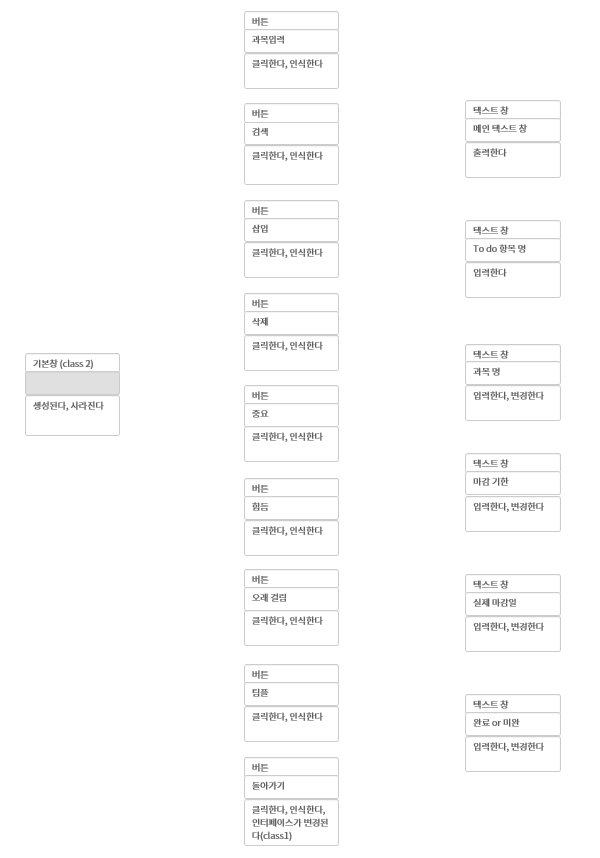 기본창 (class 2)
생성된다, 사라진다
버튼
과목입력
클릭한다, 인식한다
버튼
검색
클릭한다, 인식한다
버튼
삽입
클릭한다, 인식한다
버튼
삭제
클릭한다, 인식한다
버튼
중요
클릭한다, 인식한다
버튼
힘듬
클릭한다, 인식한다
버튼
오래 걸림
클릭한다, 인식한다
버튼
팀플
클릭한다, 인식한다
버튼
돌아가기
클릭한다, 인식한다,
인터페이스가 변경된
다(class1)
텍스트 창
메인 텍스트 창
출력한다
텍스트 창
To do 항목 명
입력한다
텍스트 창
과목 명
입력한다, 변경한다
텍스트 창
마감 기한
입력한다, 변경한다
텍스트 창
실제 마감일
입력한다, 변경한다
텍스트 창
완료 or 미완
입력한다, 변경한다